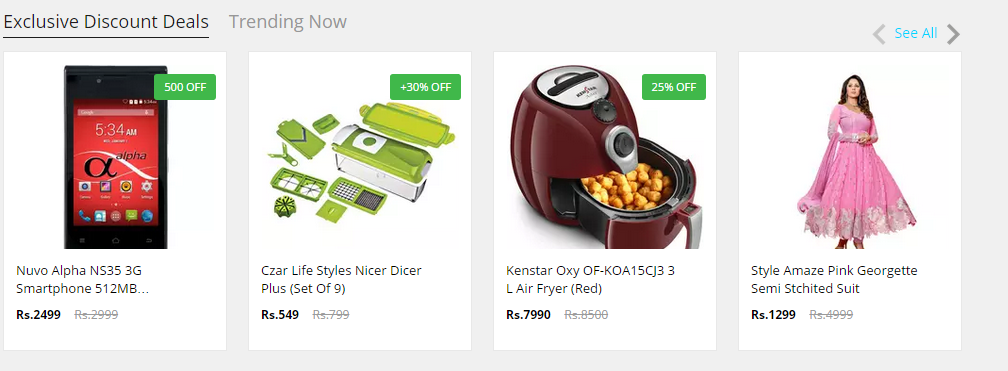 Exclusive Discount Deals Trending Now
See All
500 OFF
5:34 AM
alpha
Nuvo Alpha NS35 3G
Smartphone 512MB...
Rs.2499 Rs.2999
+30% OFF
Czar Life Styles Nicer Dicer
Plus (Set Of 9)
Rs.549 Rs.799
25% OFF
KENSTAR
Kenstar Oxy OF-KOA15CJ3 3
L Air Fryer (Red)
Rs.7990 Rs.8500
Style Amaze Pink Georgette
Semi Stchited Suit
Rs.1299 Rs.4999